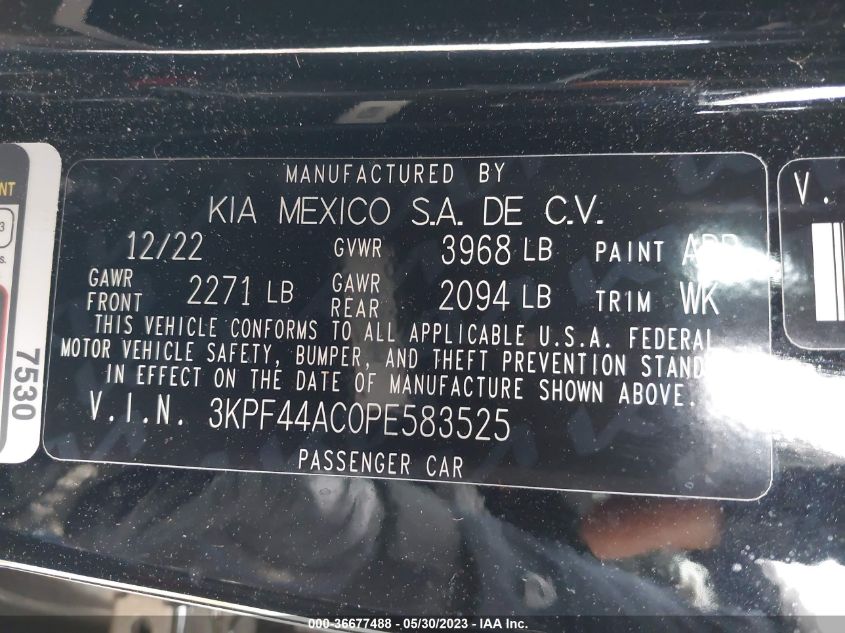 MANUFACTURED BY
KIA MEXICO S.A. DE C.V.
12/22 GVWR 3968 LB PAINT
GAWR FRONT 2271 LB GAWR REAR 2094 LB TRIM WK
THIS VEHICLE CONFORMS TO ALL APPLICABLE U.S.A. FEDERAL
MOTOR VEHICLE SAFETY, BUMPER, AND THEFT PREVENTION
IN EFFECT ON THE DATE OF MANUFACTURE SHOWN ABOVE.
V.I.N. 3KPF44AC0PE583525
PASSENGER CAR
7530
000-36677488 - 05/30/2023 - IAA Inc.